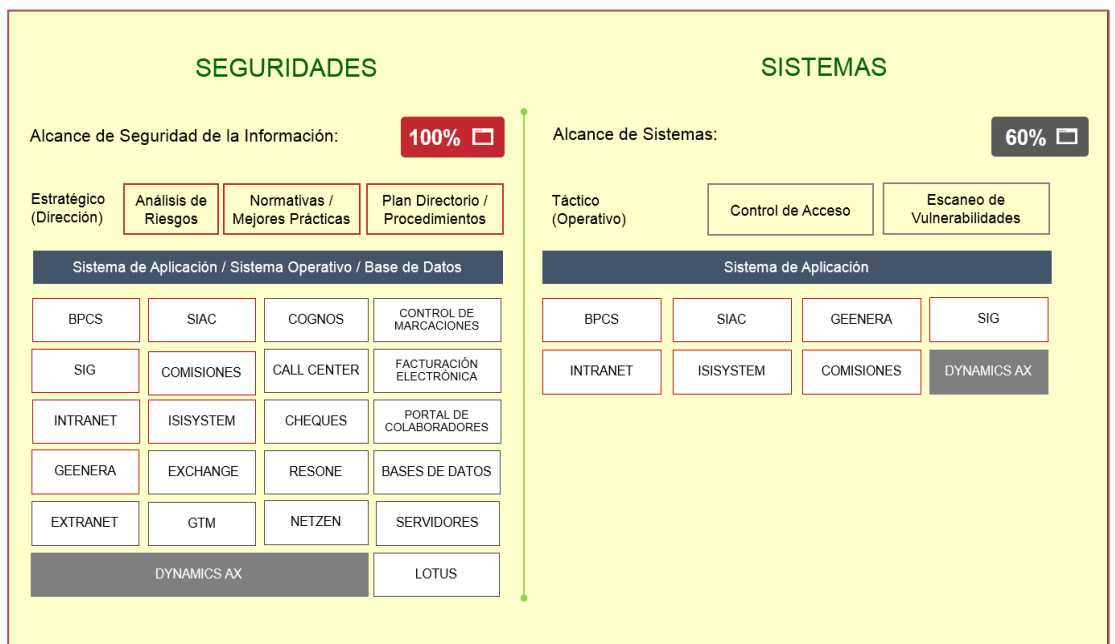 SEGURIDADES
Alcance de Seguridad de la Información:
100%
Estratégico
(Dirección)
Análisis de
Riesgos
Normativas /
Mejores Prácticas
Plan Directorio /
Procedimientos
Sistema de Aplicación / Sistema Operativo / Base de Datos
BPCS
SIAC
COGNOS
CONTROL DE
MARCACIONES
SIG
COMISIONES
CALL CENTER
FACTURACIÓN
ELECTRÓNICA
INTRANET
ISISYSTEM
CHEQUES
PORTAL DE
COLABORADORES
GEENERA
EXCHANGE
RESONE
BASES DE DATOS
EXTRANET
GTM
NETZEN
SERVIDORES
DYNAMICS AX
LOTUS
SISTEMAS
Alcance de Sistemas:
60%
Táctico
(Operativo)
Control de Acceso
Escaneo de
Vulnerabilidades
Sistema de Aplicación
BPCS
SIAC
GEENERA
SIG
INTRANET
ISISYSTEM
COMISIONES
DYNAMICS AX